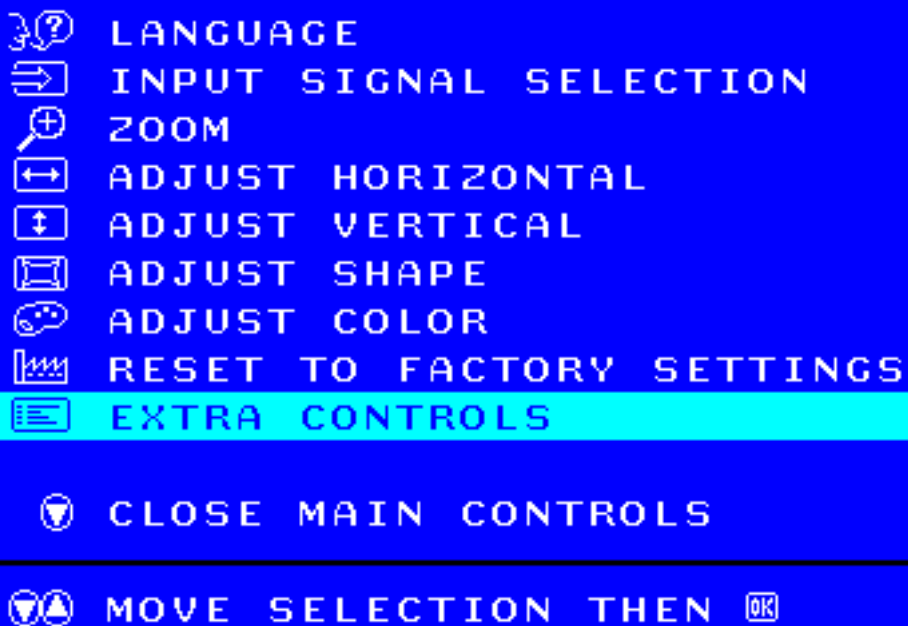 LANGUAGE
INPUT SIGNAL SELECTION
ZOOM
ADJUST HORIZONTAL
ADJUST VERTICAL
ADJUST SHAPE
ADJUST COLOR
RESET TO FACTORY SETTINGS
EXTRA CONTROLS
CLOSE MAIN CONTROLS
MOVE SELECTION THEN OK